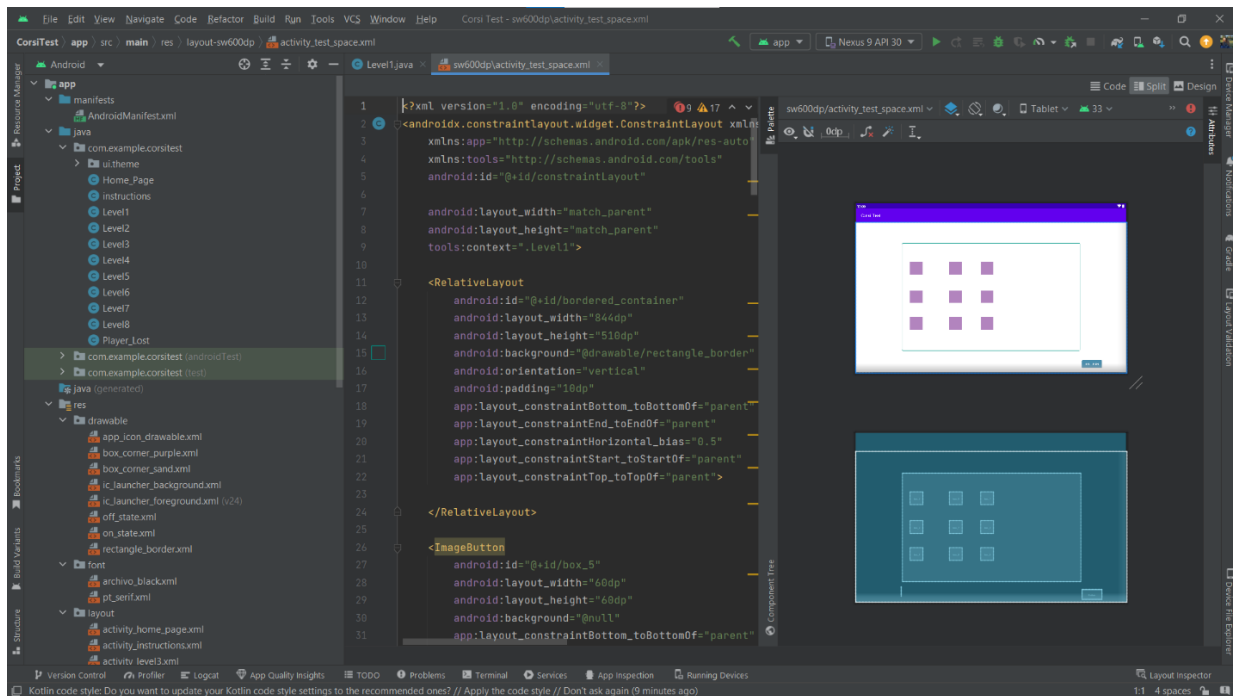 File Edit View Navigate Code Refactor Build Run Tools VCS Window Help Corsi Test - sw600dp\activity_test_space.xml
CorsiTest app src main res layout-sw600dp activity_test_space.xml
app Nexus 9 API 30
Android
Level1.java sw600dp\activity_test_space.xml
Code Split Design
Resource Manager
Project
Bookmarks
Build Variants
Structure
app
manifests
AndroidManifest.xml
java
com.example.corsitest
ui.theme
Home_Page
instructions
Level1
Level2
Level3
Level4
Level5
Level6
Level7
Level8
Player_Lost
com.example.corsitest (androidTest)
com.example.corsitest (test)
java (generated)
res
drawable
app_icon_drawable.xml
box_corner_purple.xml
box_corner_sand.xml
ic_launcher_background.xml
ic_launcher_foreground.xml (v24)
off_state.xml
on_state.xml
rectangle_border.xml
font
archivo_black.xml
pt_serif.xml
layout
activity_home_page.xml
activity_instructions.xml
activity_level3.xml
9 17
1 <?xml version="1.0" encoding="utf-8"?>
2 <androidx.constraintlayout.widget.ConstraintLayout xmlns
3 xmlns:app="http://schemas.android.com/apk/res-auto"
4 xmlns:tools="http://schemas.android.com/tools"
5 android:id="@+id/constraintLayout"
6
7 android:layout_width="match_parent"
8 android:layout_height="match_parent"
9 tools:context=".Level1">
10
11 <RelativeLayout
12 android:id="@+id/bordered_container"
13 android:layout_width="844dp"
14 android:layout_height="510dp"
15 android:background="@drawable/rectangle_border"
16 android:orientation="vertical"
17 android:padding="10dp"
18 app:layout_constraintBottom_toBottomOf="parent"
19 app:layout_constraintEnd_toEndOf="parent"
20 app:layout_constraintHorizontal_bias="0.5"
21 app:layout_constraintStart_toStartOf="parent"
22 app:layout_constraintTop_toTopOf="parent">
23
24 </RelativeLayout>
25
26 <ImageButton
27 android:id="@+id/box_5"
28 android:layout_width="60dp"
29 android:layout_height="60dp"
30 android:background="@null"
31 app:layout_constraintBottom_toBottomOf="parent"
Palette
Component Tree
sw600dp/activity_test_space.xml Tablet 33
0dp
Corsi Test
Attributes
Device Manager
Notifications
Gradle
Layout Validation
Device File Explorer
Version Control Profiler Logcat App Quality Insights TODO Problems Terminal Services App Inspection Running Devices Layout Inspector
Kotlin code style: Do you want to update your Kotlin code style settings to the recommended ones? // Apply the code style // Don't ask again (9 minutes ago) 1:1 4 spaces